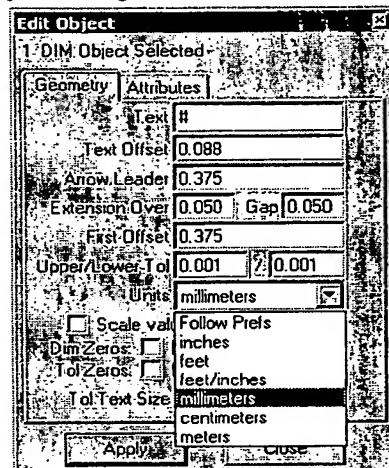 Edit Object
1 DIM Object Selected
Geometry Attributes
Text #
Text Offset 0.088
Arrow Leader 0.375
Extension Over 0.050 Gap 0.050
First Offset 0.375
Upper/Lower Tol 0.001 / 0.001
Units millimeters
Scale val
Follow Prefs
inches
Dim Zeros
feet
Tol Zeros
feet/inches
Tol Text Size
millimeters
centimeters
meters
Apply Close